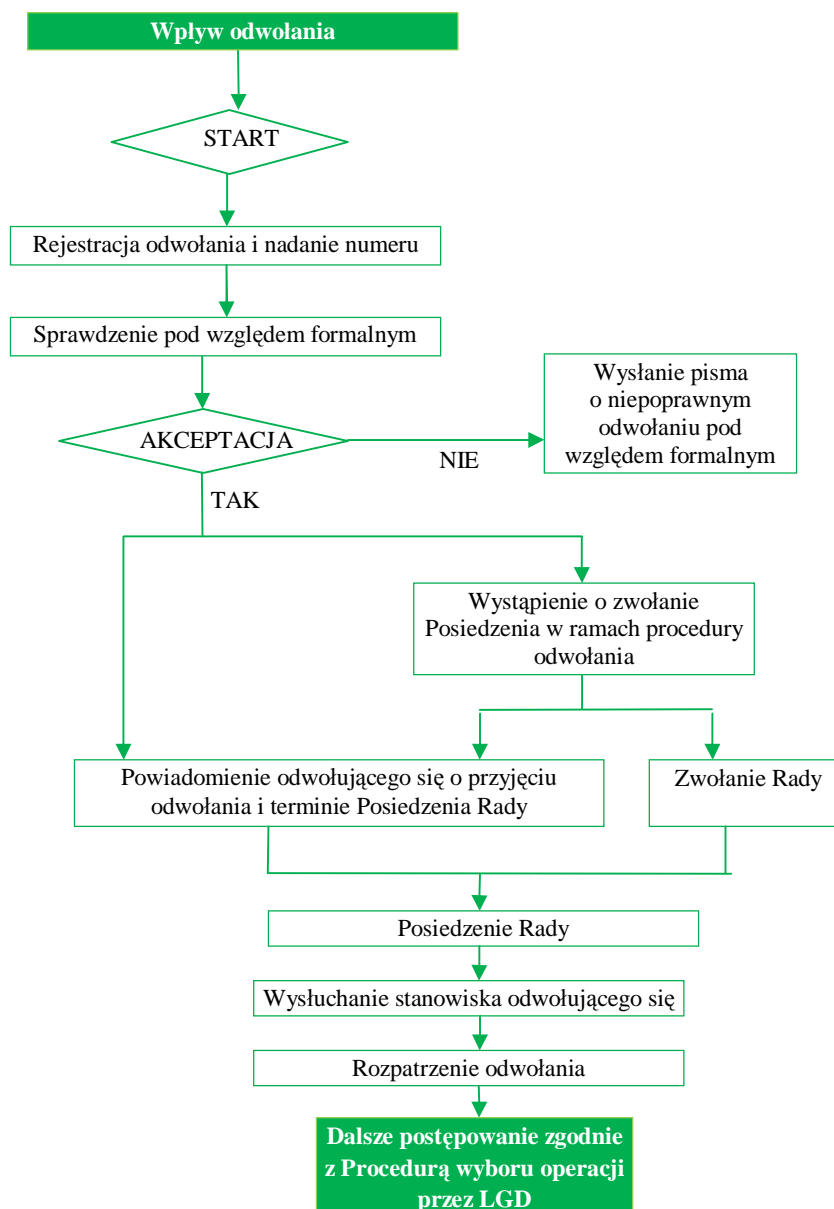 Wpływ odwołania
START
Rejestracja odwołania i nadanie numeru
Sprawdzenie pod względem formalnym
AKCEPTACJA
NIE
Wysłanie pisma
o niepoprawnym
odwołaniu pod
względem formalnym
TAK
Wystąpienie o zwołanie
Posiedzenia w ramach procedury
odwołania
Powiadomienie odwołującego się o przyjęciu
odwołania i terminie Posiedzenia Rady
Zwołanie Rady
Posiedzenie Rady
Wysłuchanie stanowiska odwołującego się
Rozpatrzenie odwołania
Dalsze postępowanie zgodnie
z Procedurą wyboru operacji
przez LGD